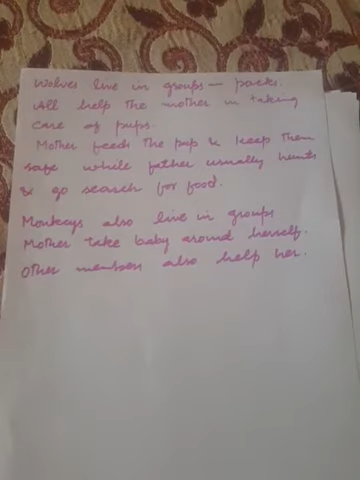 Wolves live in groups – packs.
All help the mother in taking
care of pups.
Mother feeds the pup & keep them
safe while father usually hunts
& go search for food.
Monkeys also live in groups
Mother take baby around herself.
Other members also help her.